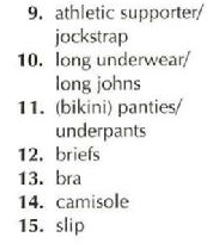 9. athletic supporter/
jockstrap
10. long underwear/
long johns
11. (bikini) panties/
underpants
12. briefs
13. bra
14. camisole
15. slip